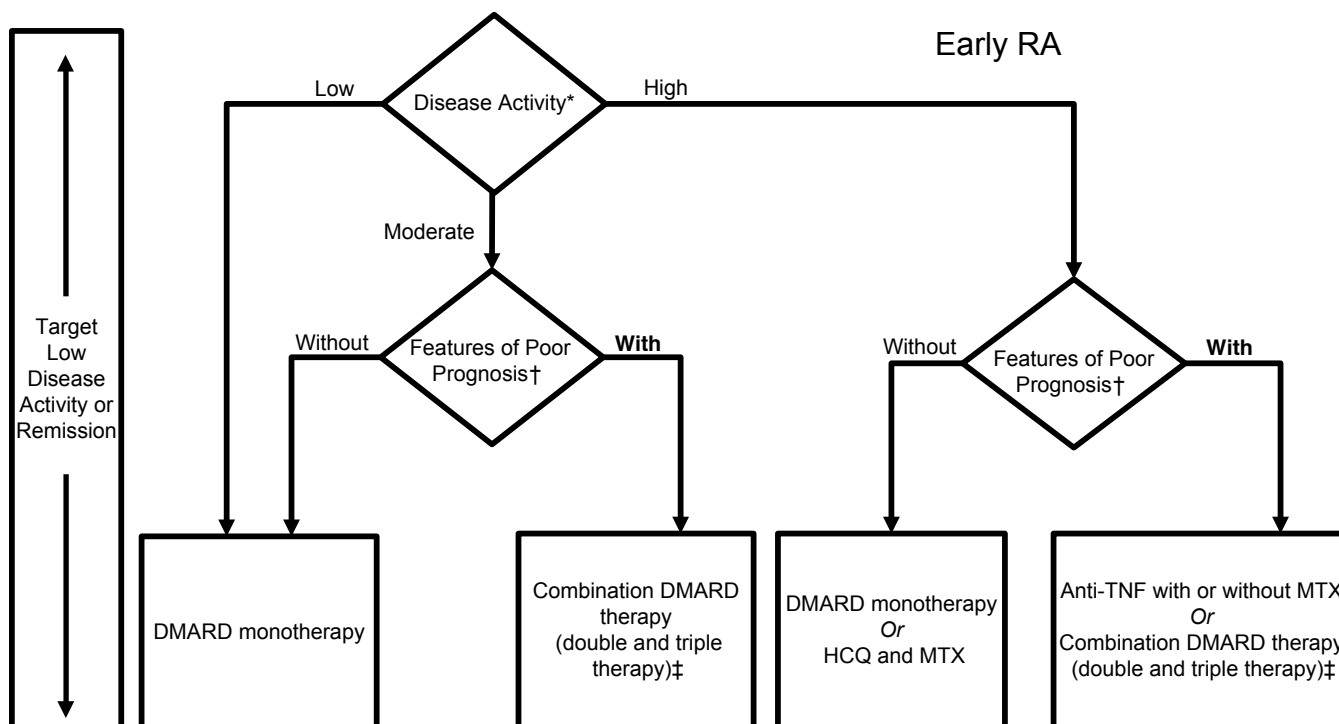 Early RA
Low
Disease Activity*
High
Moderate
Target
Low
Disease
Activity or
Remission
Without
Features of Poor
Prognosis†
With
Without
Features of Poor
Prognosis†
With
DMARD monotherapy
Combination DMARD
therapy
(double and triple
therapy)‡
DMARD monotherapy
Or
HCQ and MTX
Anti-TNF with or without MTX
Or
Combination DMARD therapy
(double and triple therapy)‡